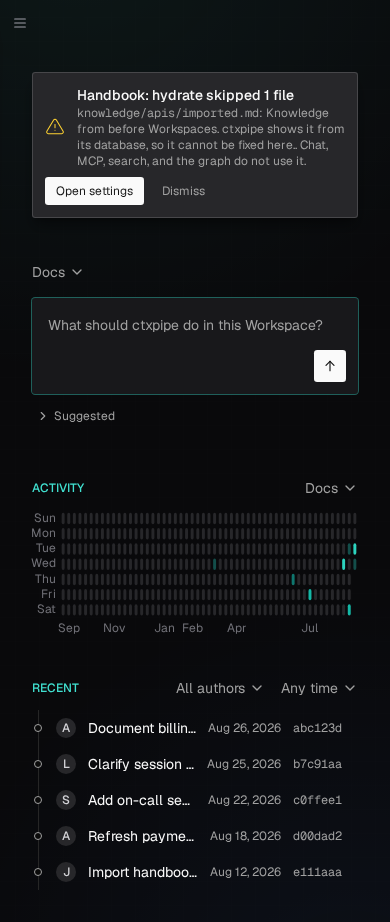 Handbook: hydrate skipped 1 file
knowledge/apis/imported.md: Knowledge
from before Workspaces. ctxpipe shows it from
its database, so it cannot be fixed here.. Chat,
MCP, search, and the graph do not use it.
Open settings Dismiss
Docs
What should ctxpipe do in this Workspace?
Suggested
ACTIVITY Docs
Sun
Mon
Tue
Wed
Thu
Fri
Sat
Sep Nov Jan Feb Apr Jul
RECENT All authors Any time
A Document billin... Aug 26, 2026 abc123d
L Clarify session ... Aug 25, 2026 b7c91aa
S Add on-call se... Aug 22, 2026 c0ffee1
A Refresh payme... Aug 18, 2026 d00dad2
J Import handboo... Aug 12, 2026 e111aaa